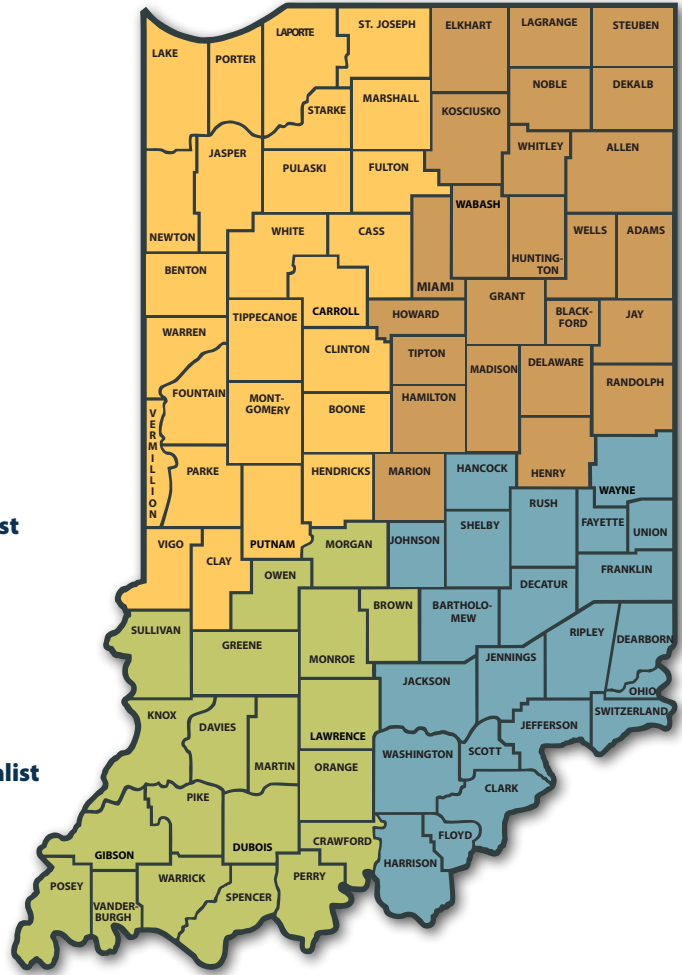 LAKE
PORTER
LAPORTE
ST. JOSEPH
ELKHART
LAGRANGE
STEUBEN
STARKE
MARSHALL
KOSCIUSKO
NOBLE
DEKALB
JASPER
PULASKI
FULTON
WHITLEY
ALLEN
NEWTON
WHITE
CASS
WABASH
HUNTING-
TON
WELLS
ADAMS
BENTON
CARROLL
MIAMI
GRANT
WARREN
TIPPECANOE
HOWARD
BLACK-
FORD
JAY
CLINTON
TIPTON
MADISON
DELAWARE
FOUNTAIN
MONT-
GOMERY
BOONE
HAMILTON
RANDOLPH
VERMILLION
PARKE
HENDRICKS
MARION
HANCOCK
HENRY
WAYNE
RUSH
st
VIGO
CLAY
PUTNAM
MORGAN
JOHNSON
SHELBY
FAYETTE
UNION
OWEN
FRANKLIN
DECATUR
SULLIVAN
GREENE
MONROE
BROWN
BARTHOLO-
MEW
RIPLEY
DEARBORN
JENNINGS
JACKSON
OHIO
KNOX
DAVIES
MARTIN
LAWRENCE
SWITZERLAND
JEFFERSON
WASHINGTON
SCOTT
alist
ORANGE
CLARK
PIKE
DUBOIS
CRAWFORD
FLOYD
GIBSON
HARRISON
POSEY
VANDER-
BURGH
WARRICK
SPENCER
PERRY